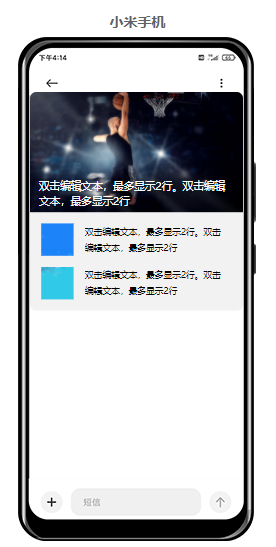 小米手机
下午4:14
双击编辑文本，最多显示2行。双击编辑
文本，最多显示2行
双击编辑文本，最多显示2行。双击
编辑文本，最多显示2行
双击编辑文本，最多显示2行。双击
编辑文本，最多显示2行
短信